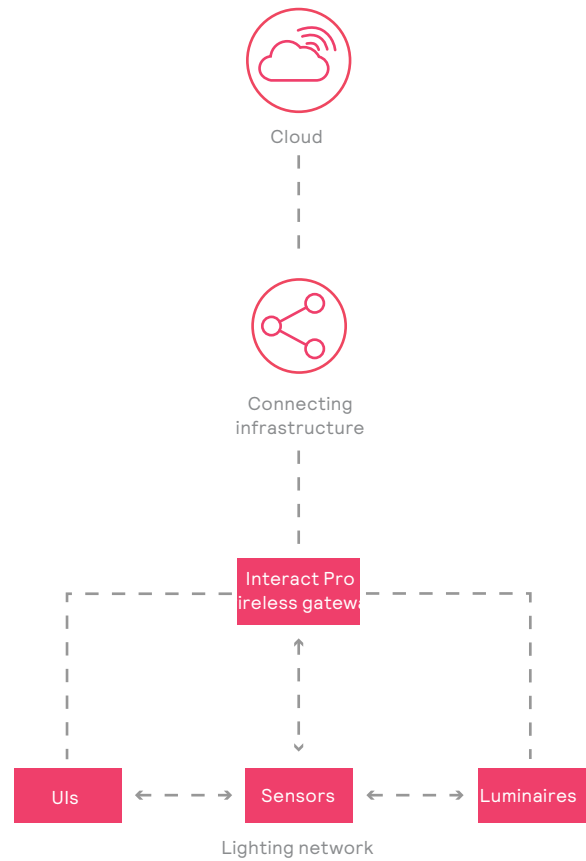 Cloud
Connecting
infrastructure
Interact Pro
ireless gatewa
UIs
Sensors
Luminaires
Lighting network